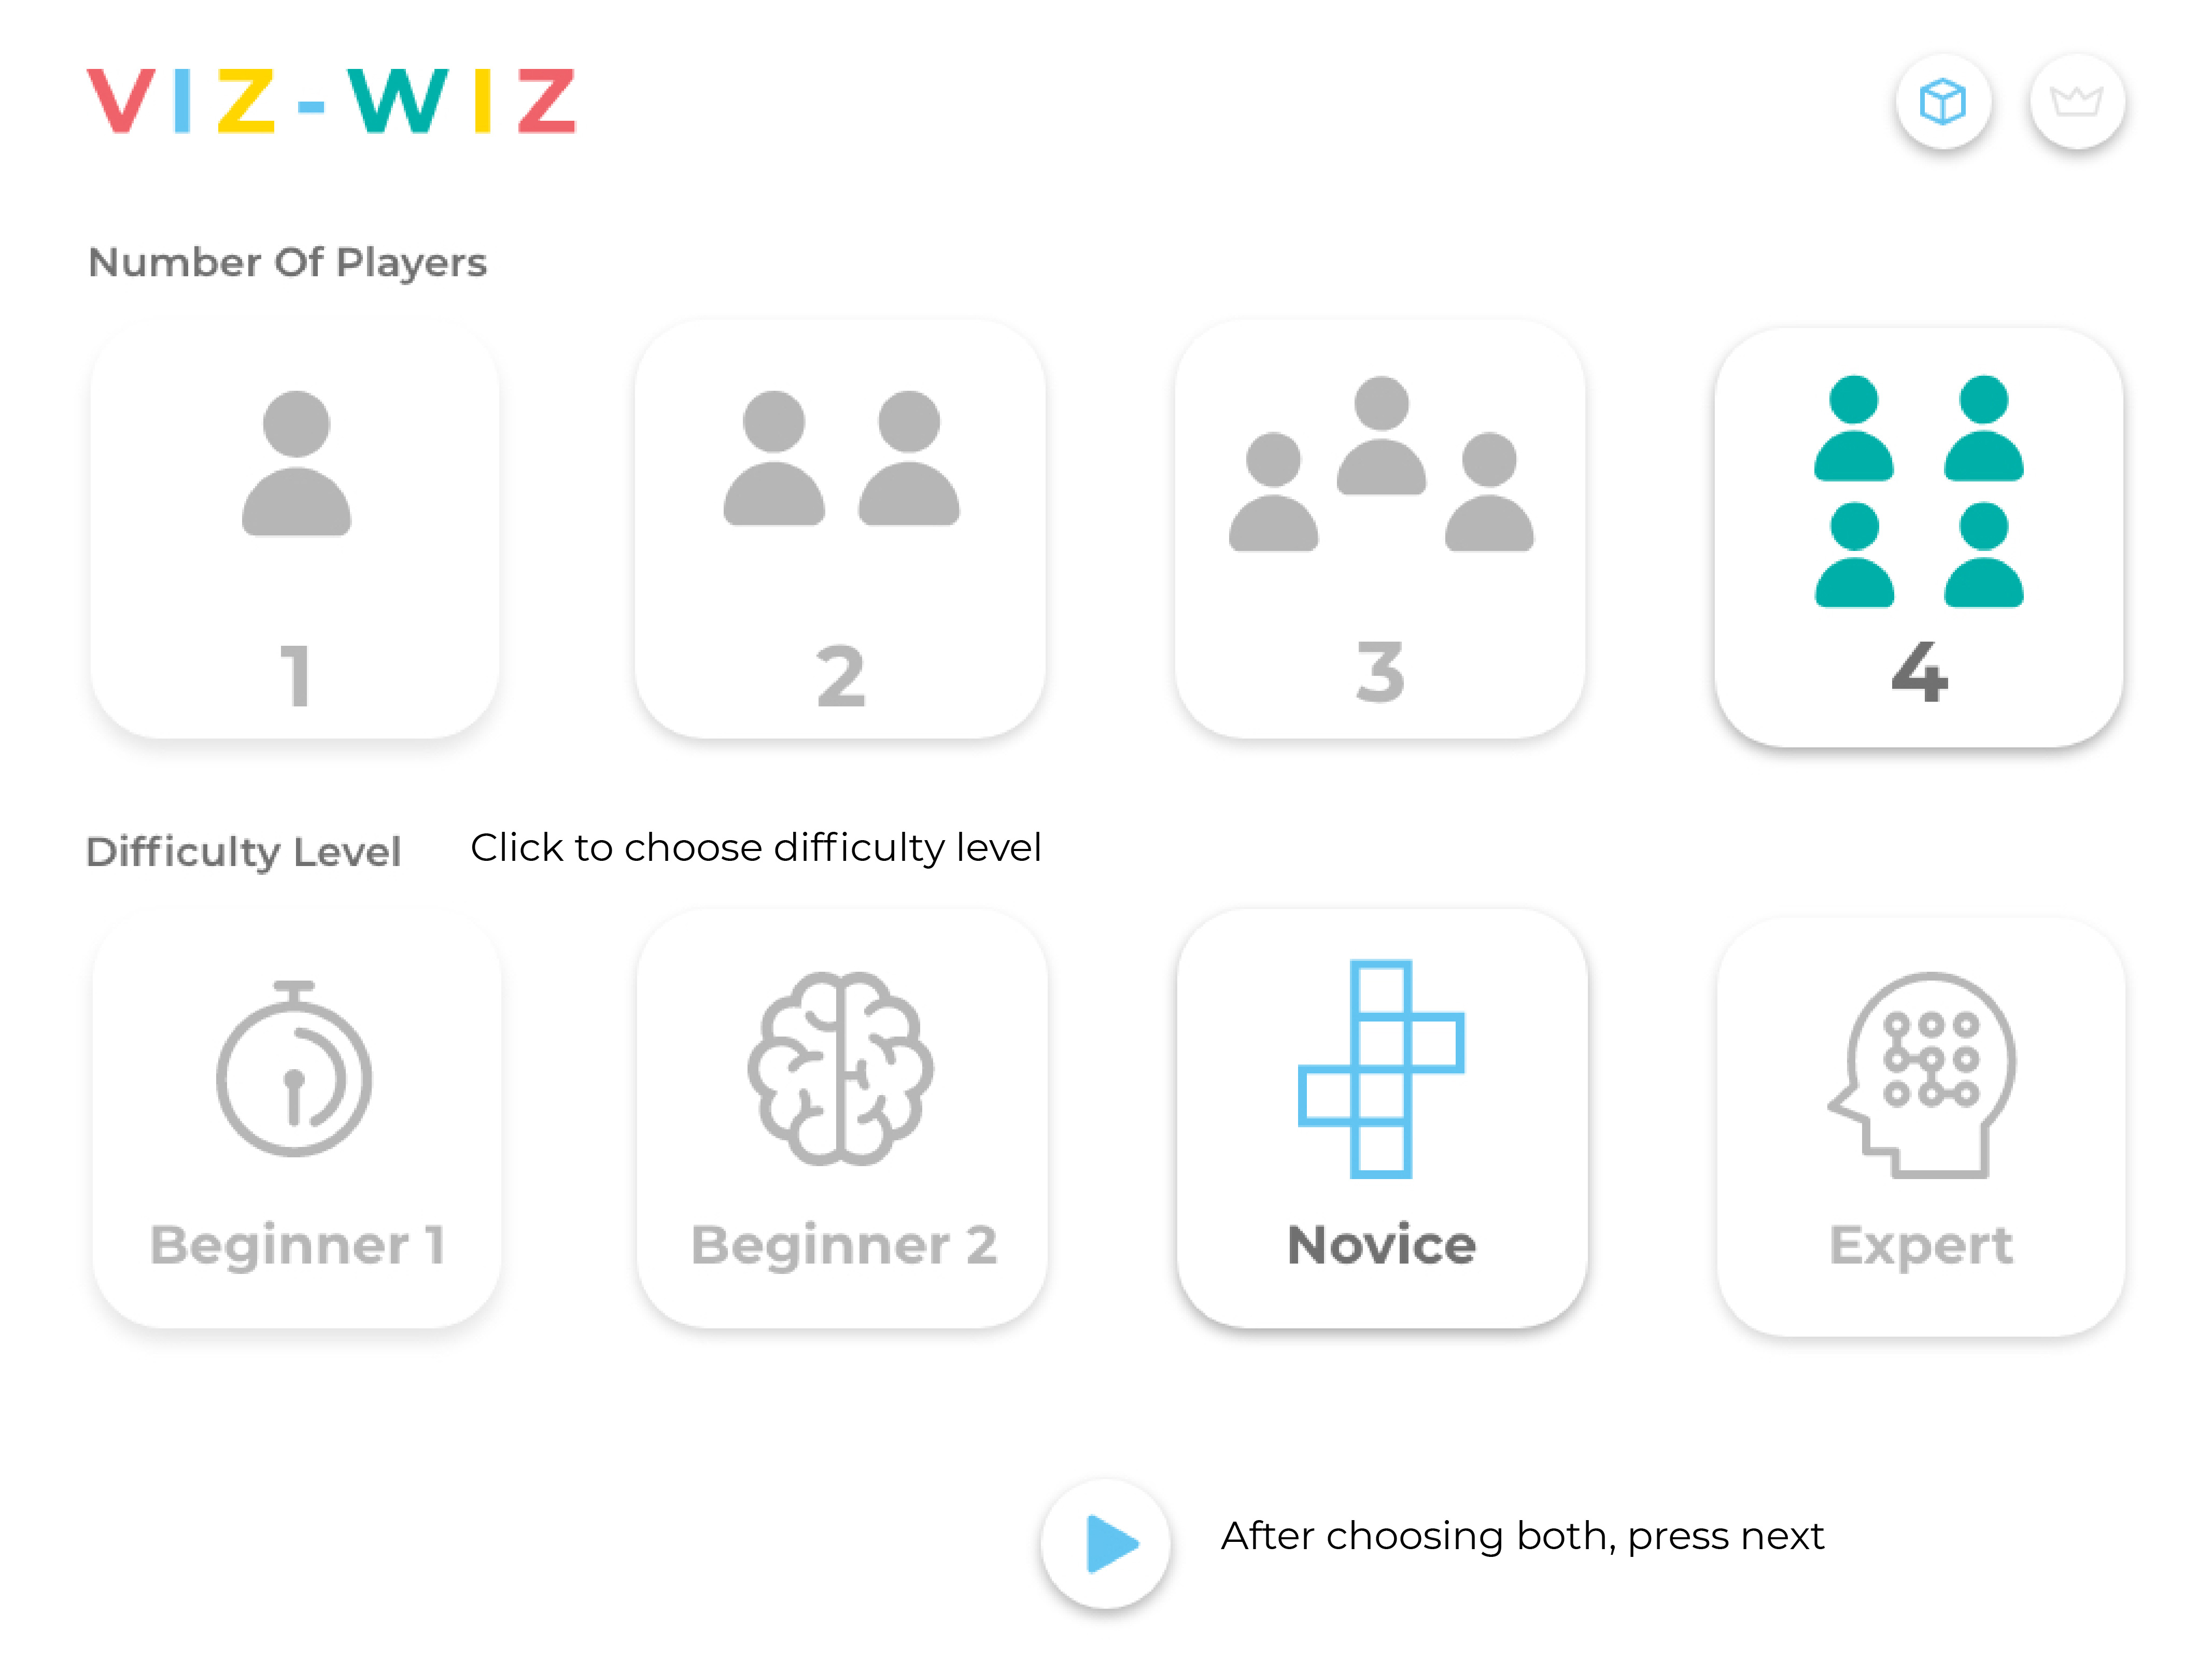 VIZ-WIZ
Number Of Players
1
2
3
4
Difficulty Level
Click to choose difficulty level
Beginner 1
Beginner 2
Novice
Expert
After choosing both, press next